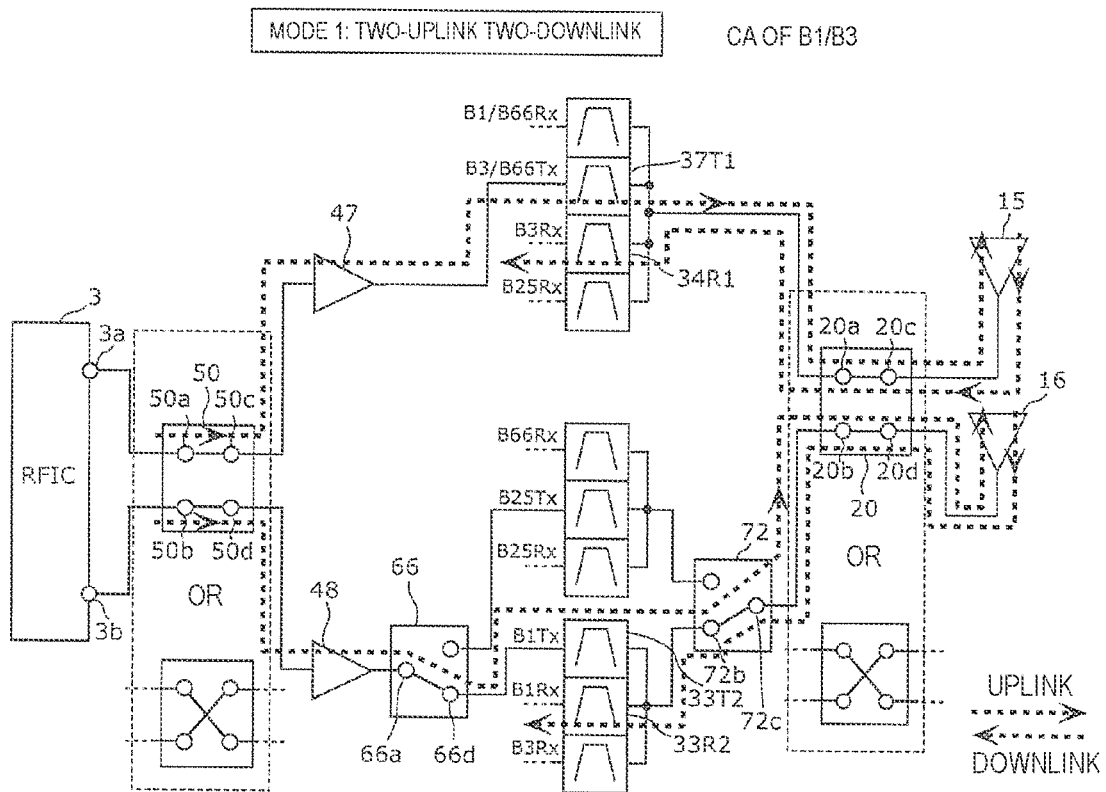 MODE 1: TWO-UPLINK TWO-DOWNLINK
CA OF B1/B3
B1/B66Rx
37T1
B3/B66Tx
47
B3Rx
15
34R1
B25Rx
3
3a
20a 20c
50
50a 50c
16
RFIC
B66Rx
20b 20d
B25Tx
20
50b 50d
72
OR
B25Rx
OR
48
66
3b
B1Tx
72b
33T2
UPLINK
B1Rx
72c
66a 66d
33R2
B3Rx
DOWNLINK